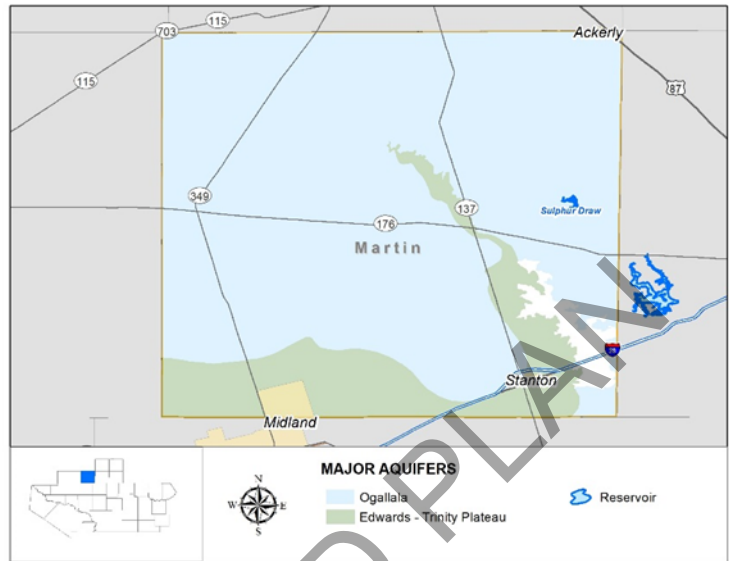 115
703
Ackerly
115
87
349
Sulphur Draw
137
176
Martin
Stanton
Midland
MAJOR AQUIFERS
N
W E
S
Ogallala
Edwards - Trinity Plateau
Reservoir
D PLAN